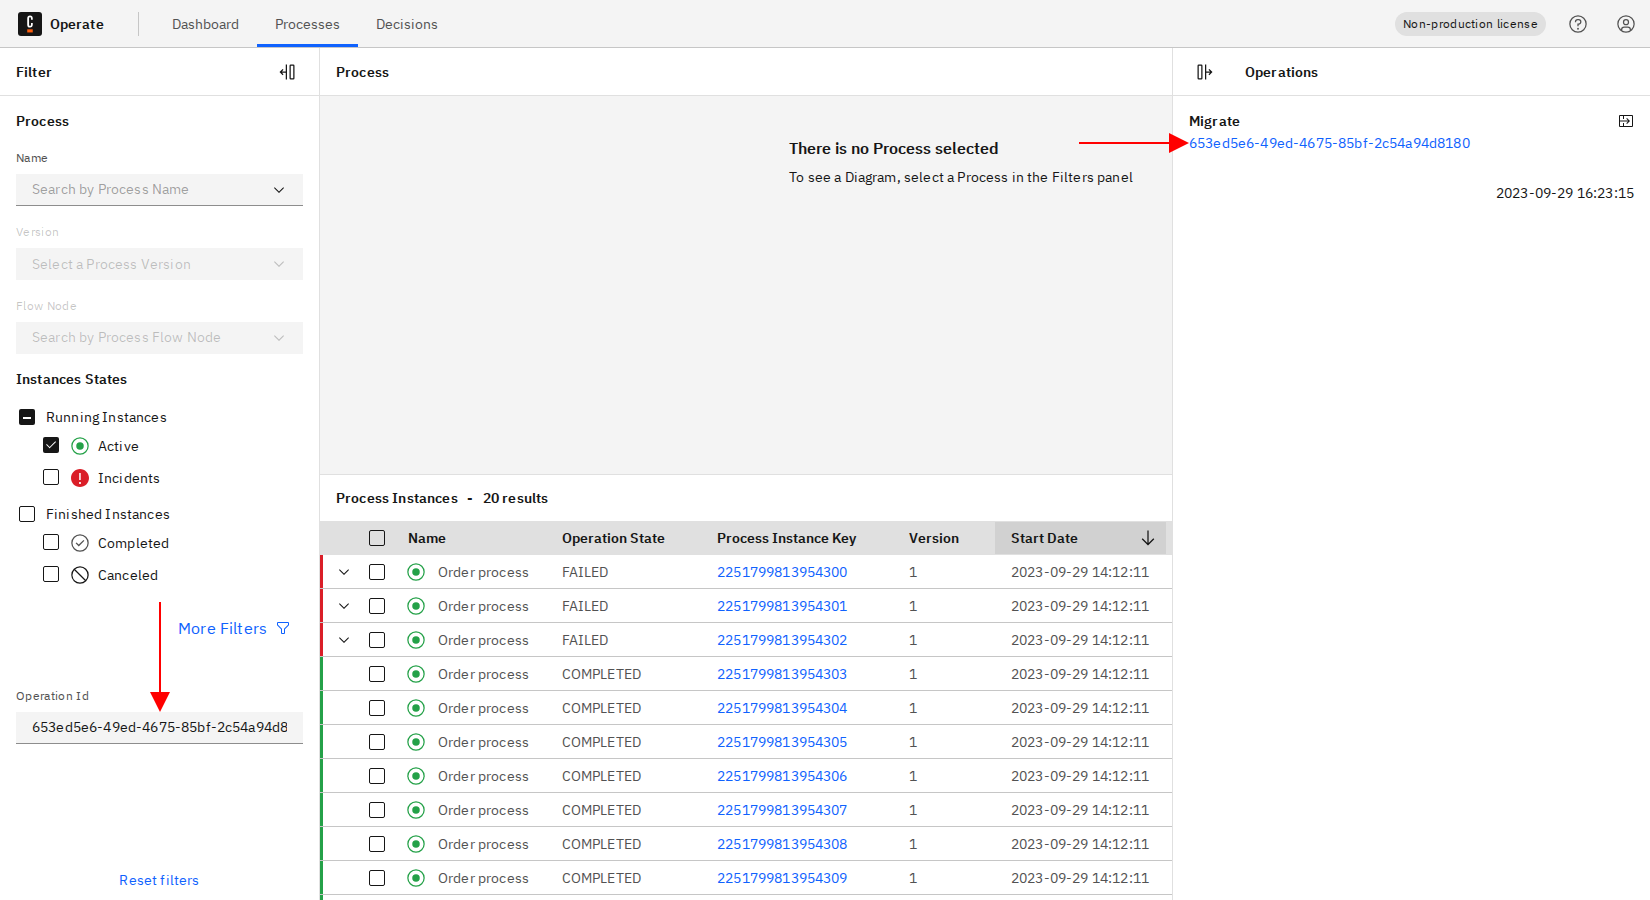 C Operate Dashboard Processes Decisions Non-production license
Filter
Process
Name
Search by Process Name
Version
Select a Process Version
Flow Node
Search by Process Flow Node
Instances States
Running Instances
Active
Incidents
Finished Instances
Completed
Canceled
More Filters
Operation Id
653ed5e6-49ed-4675-85bf-2c54a94d8
Reset filters
Process
There is no Process selected
To see a Diagram, select a Process in the Filters panel
Process Instances - 20 results
Name Operation State Process Instance Key Version Start Date
Order process FAILED 2251799813954300 1 2023-09-29 14:12:11
Order process FAILED 2251799813954301 1 2023-09-29 14:12:11
Order process FAILED 2251799813954302 1 2023-09-29 14:12:11
Order process COMPLETED 2251799813954303 1 2023-09-29 14:12:11
Order process COMPLETED 2251799813954304 1 2023-09-29 14:12:11
Order process COMPLETED 2251799813954305 1 2023-09-29 14:12:11
Order process COMPLETED 2251799813954306 1 2023-09-29 14:12:11
Order process COMPLETED 2251799813954307 1 2023-09-29 14:12:11
Order process COMPLETED 2251799813954308 1 2023-09-29 14:12:11
Order process COMPLETED 2251799813954309 1 2023-09-29 14:12:11
Operations
Migrate
653ed5e6-49ed-4675-85bf-2c54a94d8180
2023-09-29 16:23:15